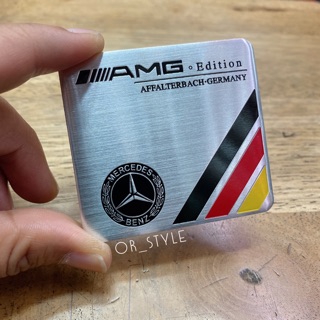 AMG ∘ Edition
AFFALTERBACH·GERMANY
MERCEDES
BENZ
OR_STYLE